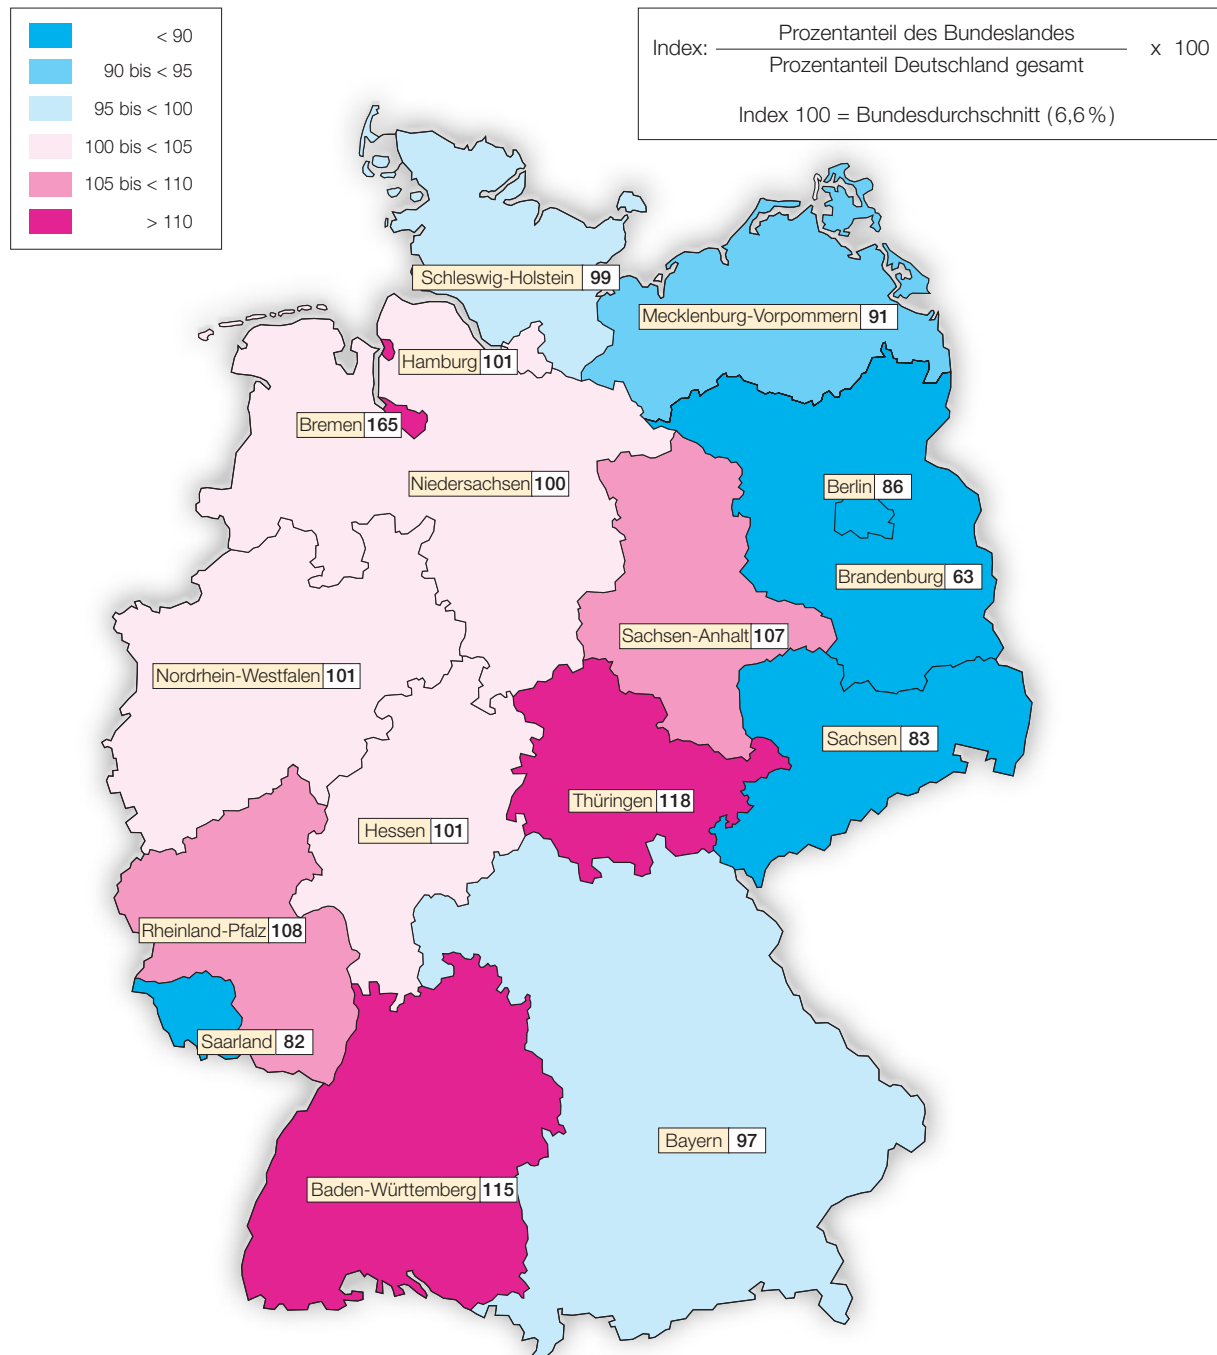 < 90
90 bis < 95
95 bis < 100
100 bis < 105
105 bis < 110
> 110
Index: Prozentanteil des Bundeslandes x 100
Prozentanteil Deutschland gesamt
Index 100 = Bundesdurchschnitt (6,6%)
Schleswig-Holstein 99
Mecklenburg-Vorpommern 91
Hamburg 101
Bremen 165
Niedersachsen 100
Berlin 86
Brandenburg 63
Sachsen-Anhalt 107
Nordrhein-Westfalen 101
Sachsen 83
Thüringen 118
Hessen 101
Rheinland-Pfalz 108
Saarland 82
Bayern 97
Baden-Württemberg 115